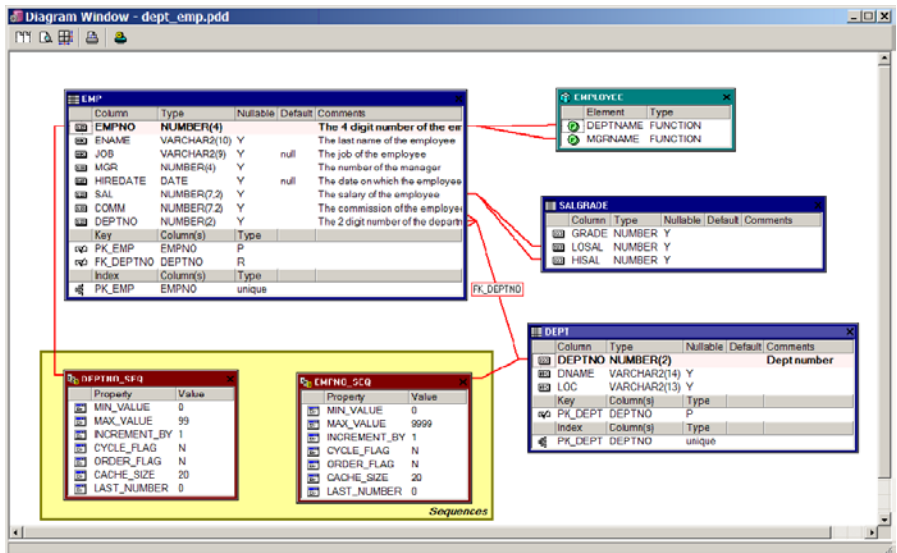 Diagram Window - dept_emp.pdd
EMP
Column Type Nullable Default Comments
EMPNO NUMBER(4) The 4 digit number of the em
ENAME VARCHAR2(10) Y The last name of the employee
JOB VARCHAR2(9) Y null The job of the employee
MGR NUMBER(4) Y The number of the manager
HIREDATE DATE Y null The date on which the employee
SAL NUMBER(7,2) Y The salary of the employee
COMM NUMBER(7,2) Y The commission of the employee
DEPTNO NUMBER(2) Y The 2 digit number of the departm
Key Column(s) Type
PK_EMP EMPNO P
FK_DEPTNO DEPTNO R
Index Column(s) Type
PK_EMP EMPNO unique
EMPLOYEE
Element Type
DEPTNAME FUNCTION
MGRNAME FUNCTION
SALGRADE
Column Type Nullable Default Comments
GRADE NUMBER Y
LOSAL NUMBER Y
HISAL NUMBER Y
FK_DEPTNO
DEPT
Column Type Nullable Default Comments
DEPTNO NUMBER(2) Dept number
DNAME VARCHAR2(14) Y
LOC VARCHAR2(13) Y
Key Column(s) Type
PK_DEPT DEPTNO P
Index Column(s) Type
PK_DEPT DEPTNO unique
DEPTNO_SEQ
Property Value
MIN_VALUE 0
MAX_VALUE 99
INCREMENT_BY 1
CYCLE_FLAG N
ORDER_FLAG N
CACHE_SIZE 20
LAST_NUMBER 0
EMPNO_SEQ
Property Value
MIN_VALUE 0
MAX_VALUE 9999
INCREMENT_BY 1
CYCLE_FLAG N
ORDER_FLAG N
CACHE_SIZE 20
LAST_NUMBER 0
Sequences